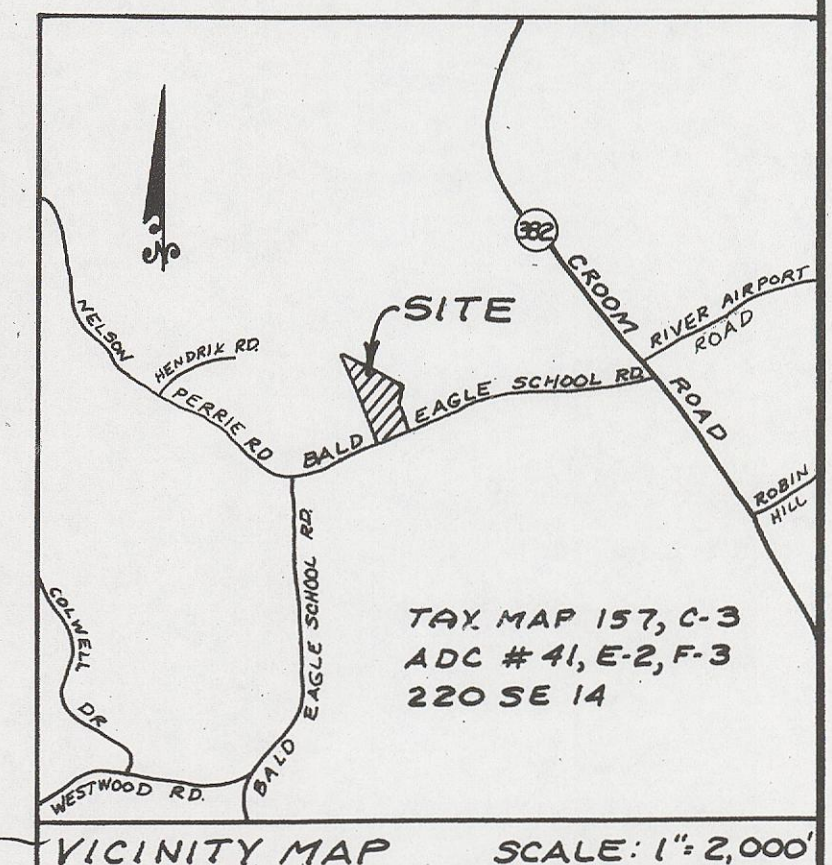 382
CROOM
ROAD
RIVER AIRPORT
ROAD
SITE
NELSON
PERRIE RD
HENDRIK RD.
BALD
EAGLE SCHOOL RD.
ROBIN
HILL
BALD
EAGLE SCHOOL RD.
COLWELL
DR
WESTWOOD RD.
TAX MAP 157, C-3
ADC # 41, E-2, F-3
220 SE 14
VICINITY MAP SCALE: 1"= 2,000'